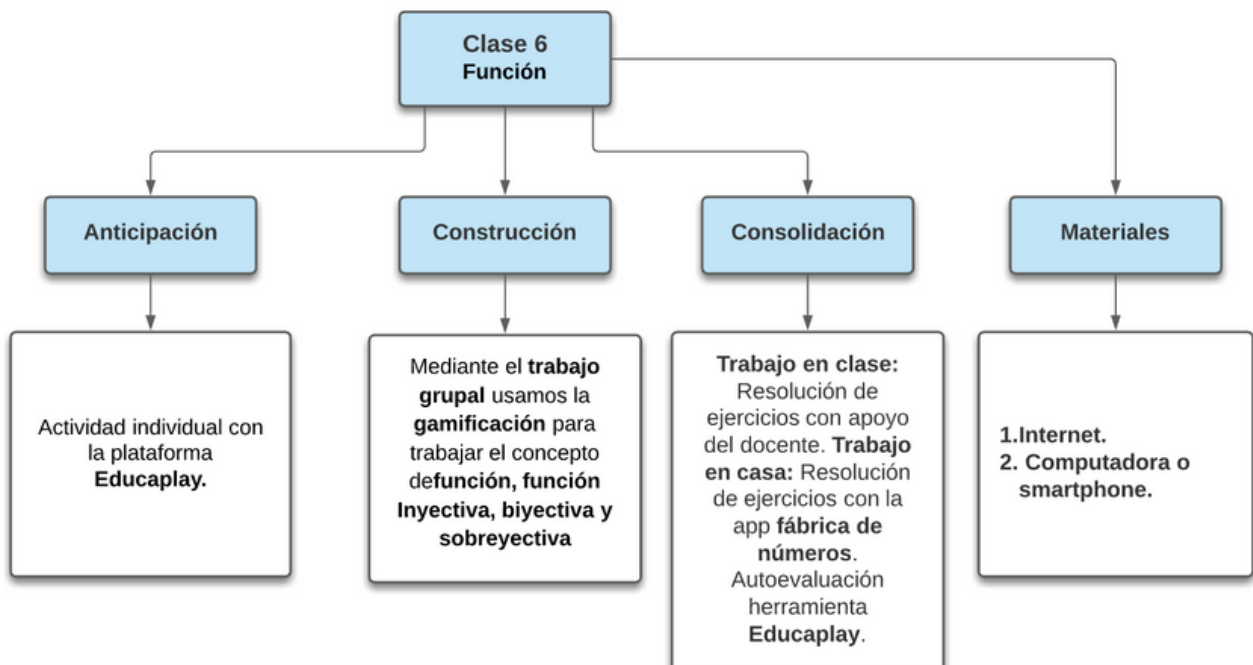 Clase 6
Función
Anticipación
Construcción
Consolidación
Materiales
Actividad individual con
la plataforma
Educaplay.
Mediante el trabajo
grupal usamos la
gamificación para
trabajar el concepto
defunción, función
Inyectiva, biyectiva y
sobreyectiva
Trabajo en clase:
Resolución de
ejercicios con apoyo
del docente. Trabajo
en casa: Resolución
de ejercicios con la
app fábrica de
números.
Autoevaluación
herramienta
Educaplay.
1.Internet.
2. Computadora o
smartphone.